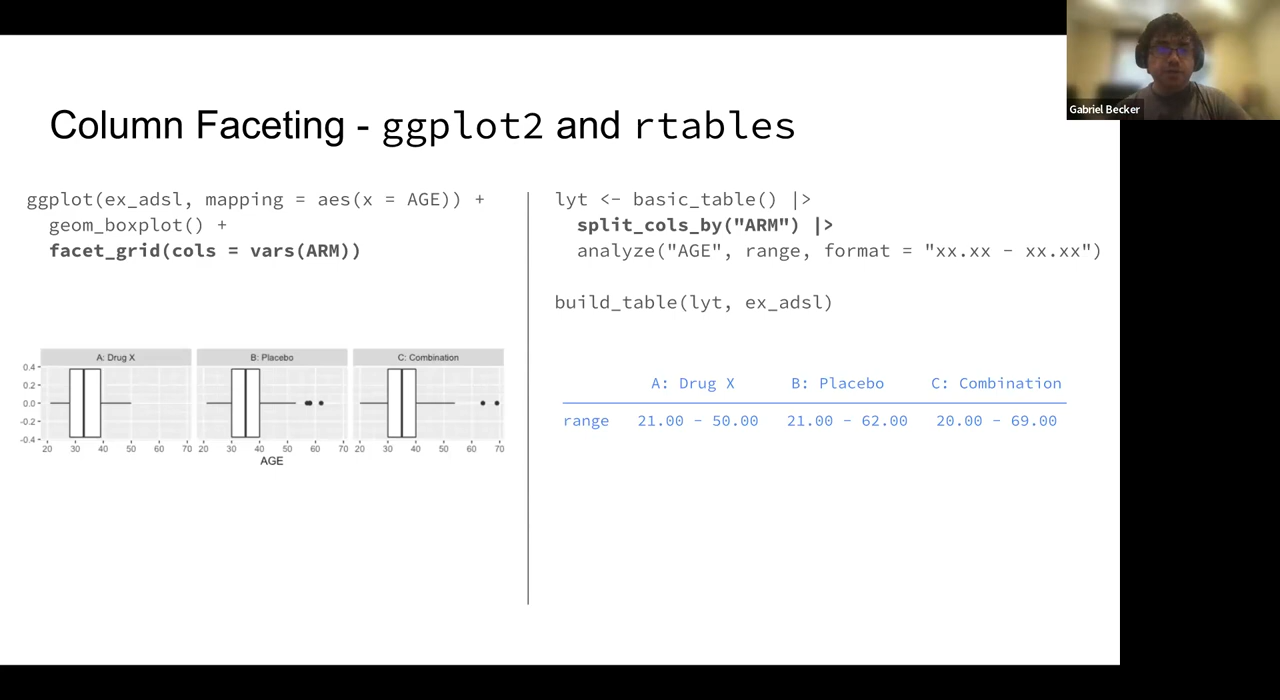 Gabriel Becker
Column Faceting - ggplot2 and rtables
ggplot(ex_adsl, mapping = aes(x = AGE)) +
geom_boxplot() +
facet_grid(cols = vars(ARM))
A: Drug X B: Placebo C: Combination
0.4
0.2
0.0
-0.2
-0.4
20 30 40 50 60 70 20 30 40 50 60 70 20 30 40 50 60 70
AGE
lyt <- basic_table() |>
split_cols_by("ARM") |>
analyze("AGE", range, format = "xx.xx - xx.xx")
build_table(lyt, ex_adsl)
A: Drug X B: Placebo C: Combination
range 21.00 - 50.00 21.00 - 62.00 20.00 - 69.00